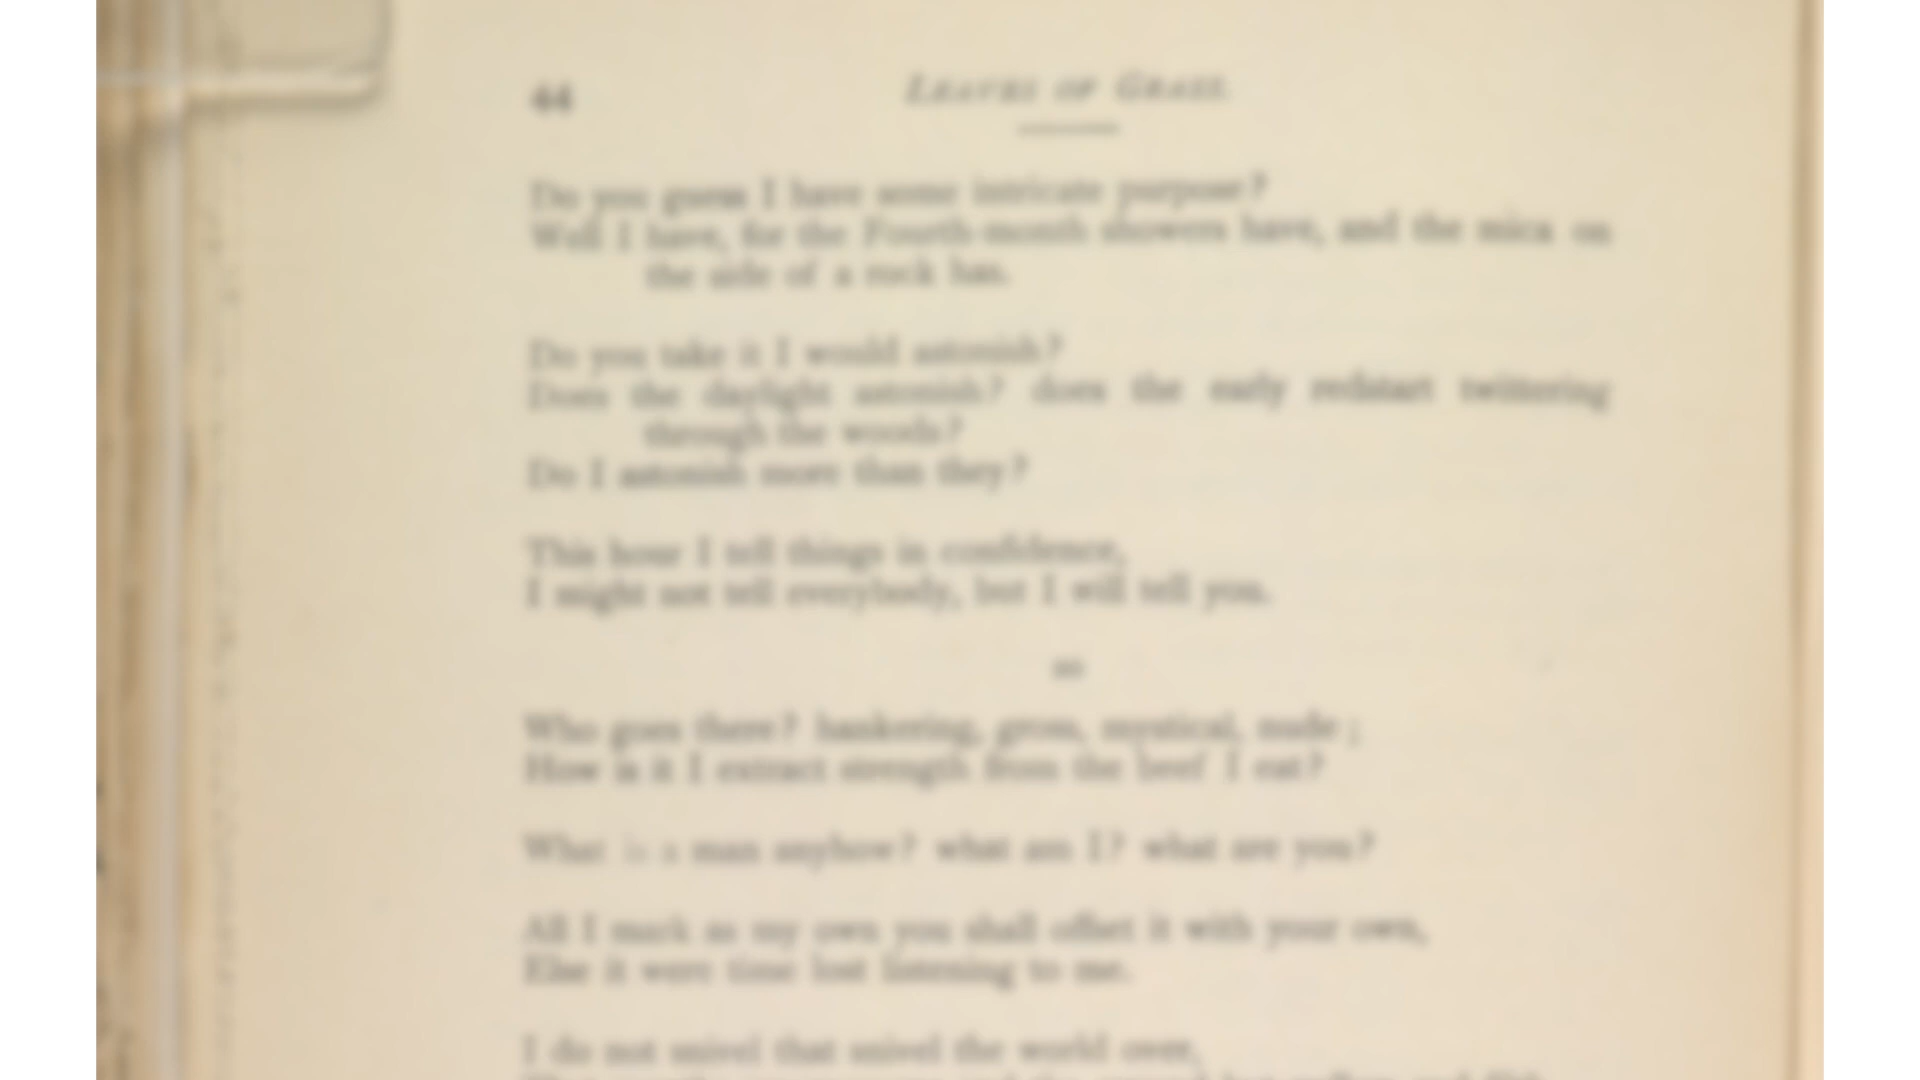 44
LEAVES OF GRASS.
Do you guess I have some intricate purpose?
Well I have, for the Fourth-month showers have, and the mica on
the side of a rock has.
Do you take it I would astonish?
Does the daylight astonish? does the early redstart twittering
through the woods?
Do I astonish more than they?
This hour I tell things in confidence,
I might not tell everybody, but I will tell you.
20
Who goes there? hankering, gross, mystical, nude;
How is it I extract strength from the beef I eat?
What is a man anyhow? what am I? what are you?
All I mark as my own you shall offset it with your own,
Else it were time lost listening to me.
I do not snivel that snivel the world over,